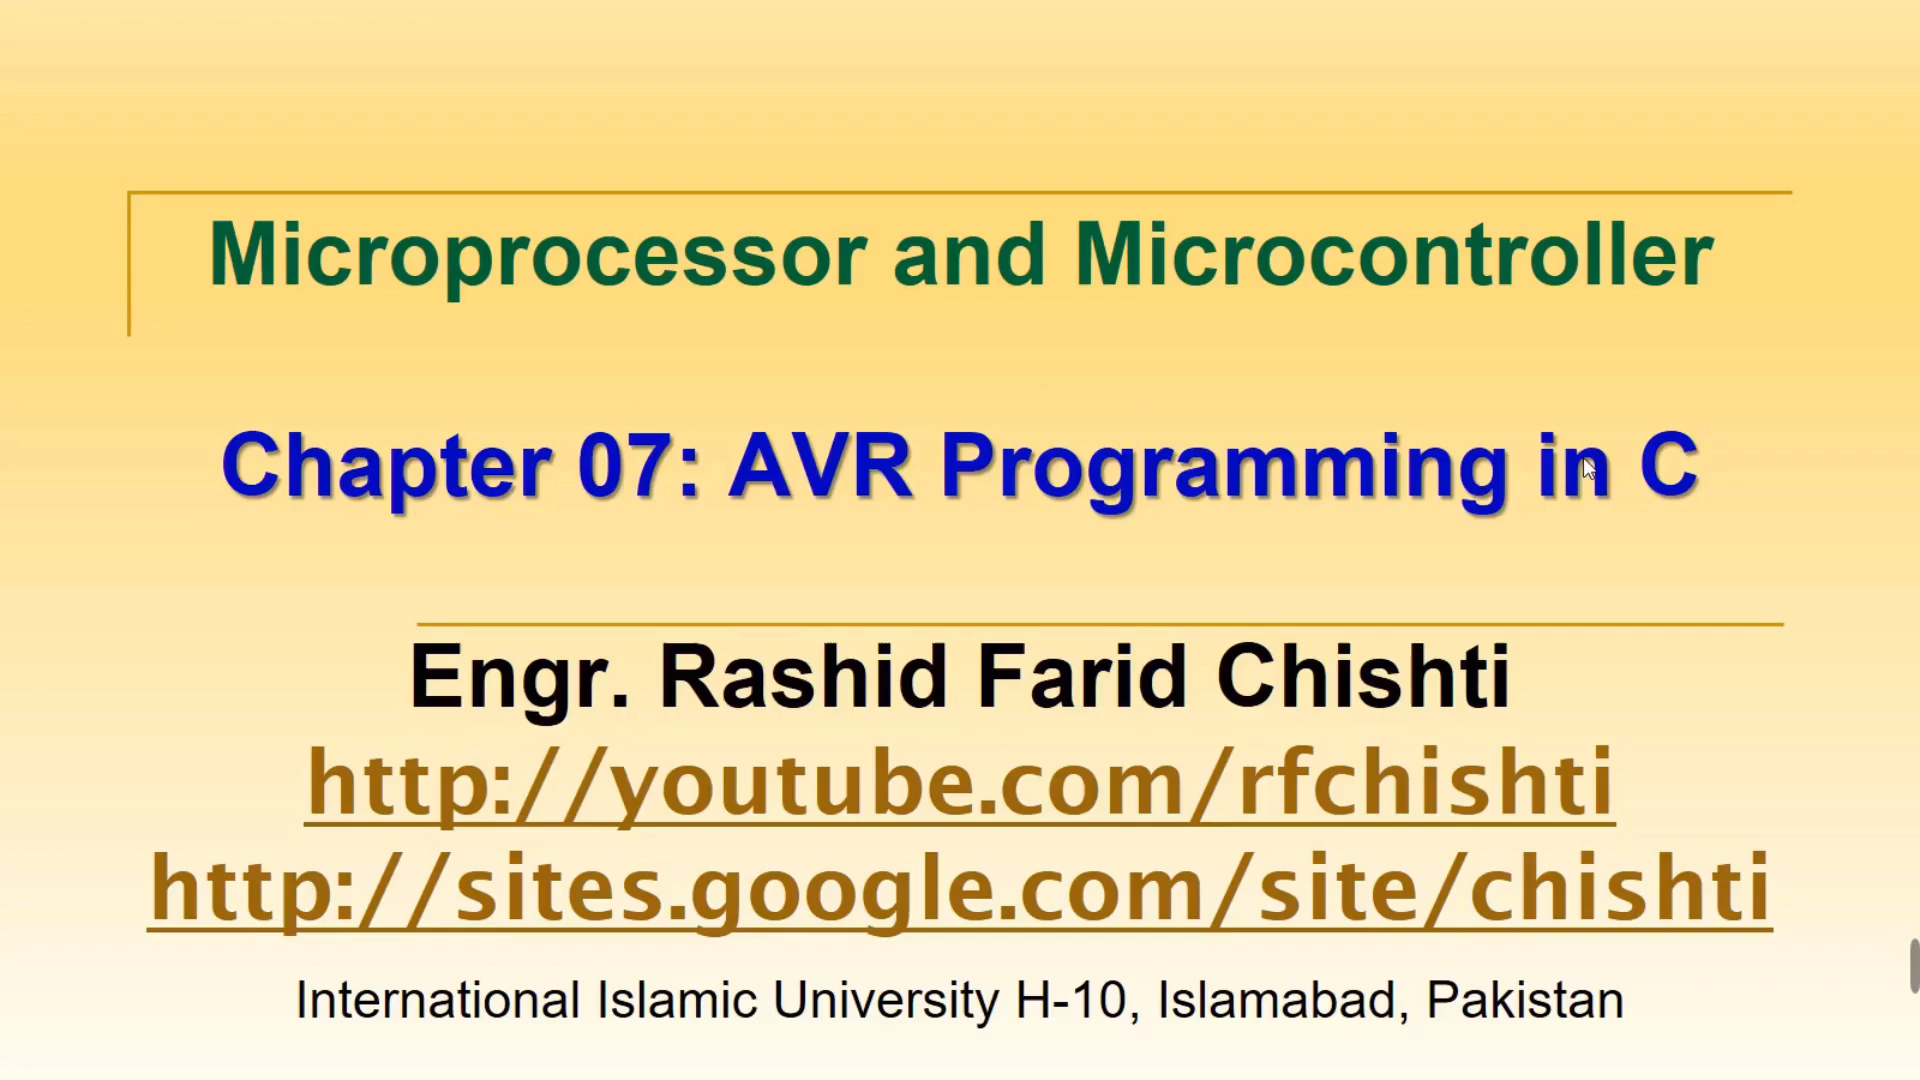 Microprocessor and Microcontroller
Chapter 07: AVR Programming in C
Engr. Rashid Farid Chishti
http://youtube.com/rfchishti
http://sites.google.com/site/chishti
International Islamic University H-10, Islamabad, Pakistan